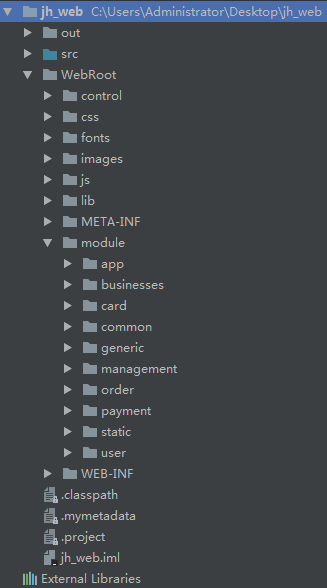 jh_web C:\Users\Administrator\Desktop\jh_web
out
src
WebRoot
control
css
fonts
images
js
lib
META-INF
module
app
businesses
card
common
generic
management
order
payment
static
user
WEB-INF
.classpath
.mymetadata
.project
jh_web.iml
External Libraries